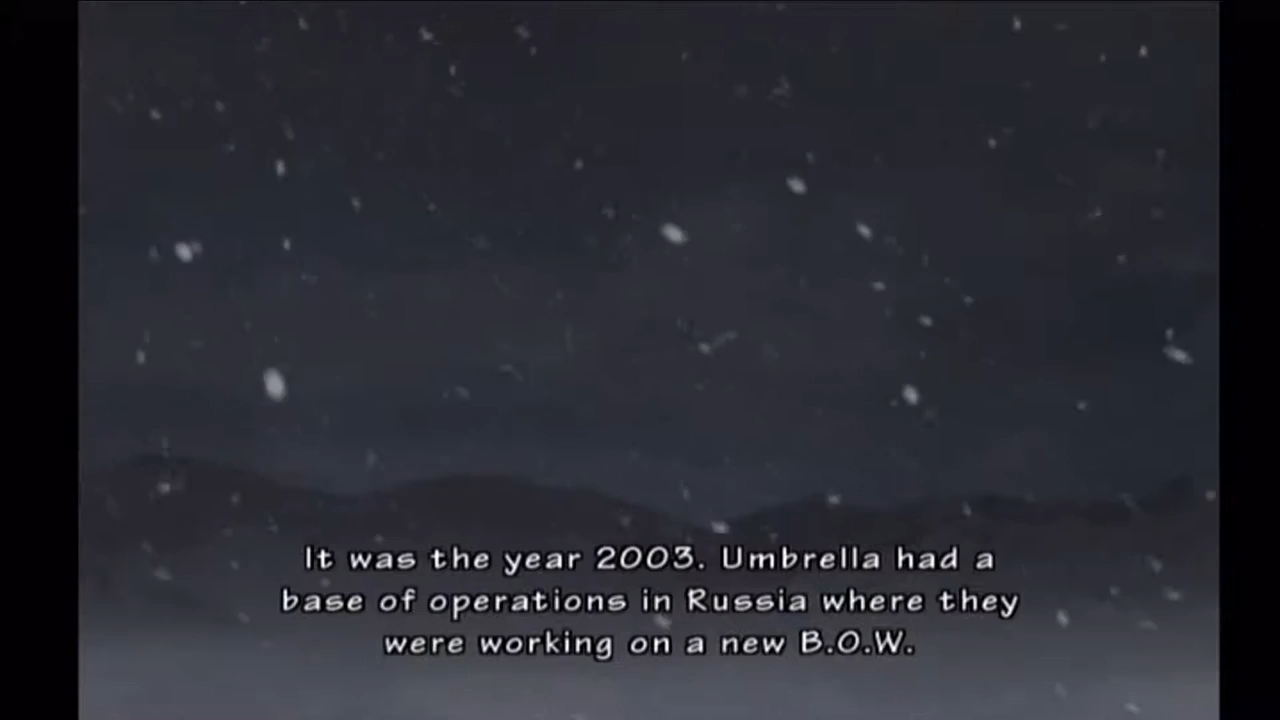 It was the year 2003. Umbrella had a
base of operations in Russia where they
were working on a new B.O.W.